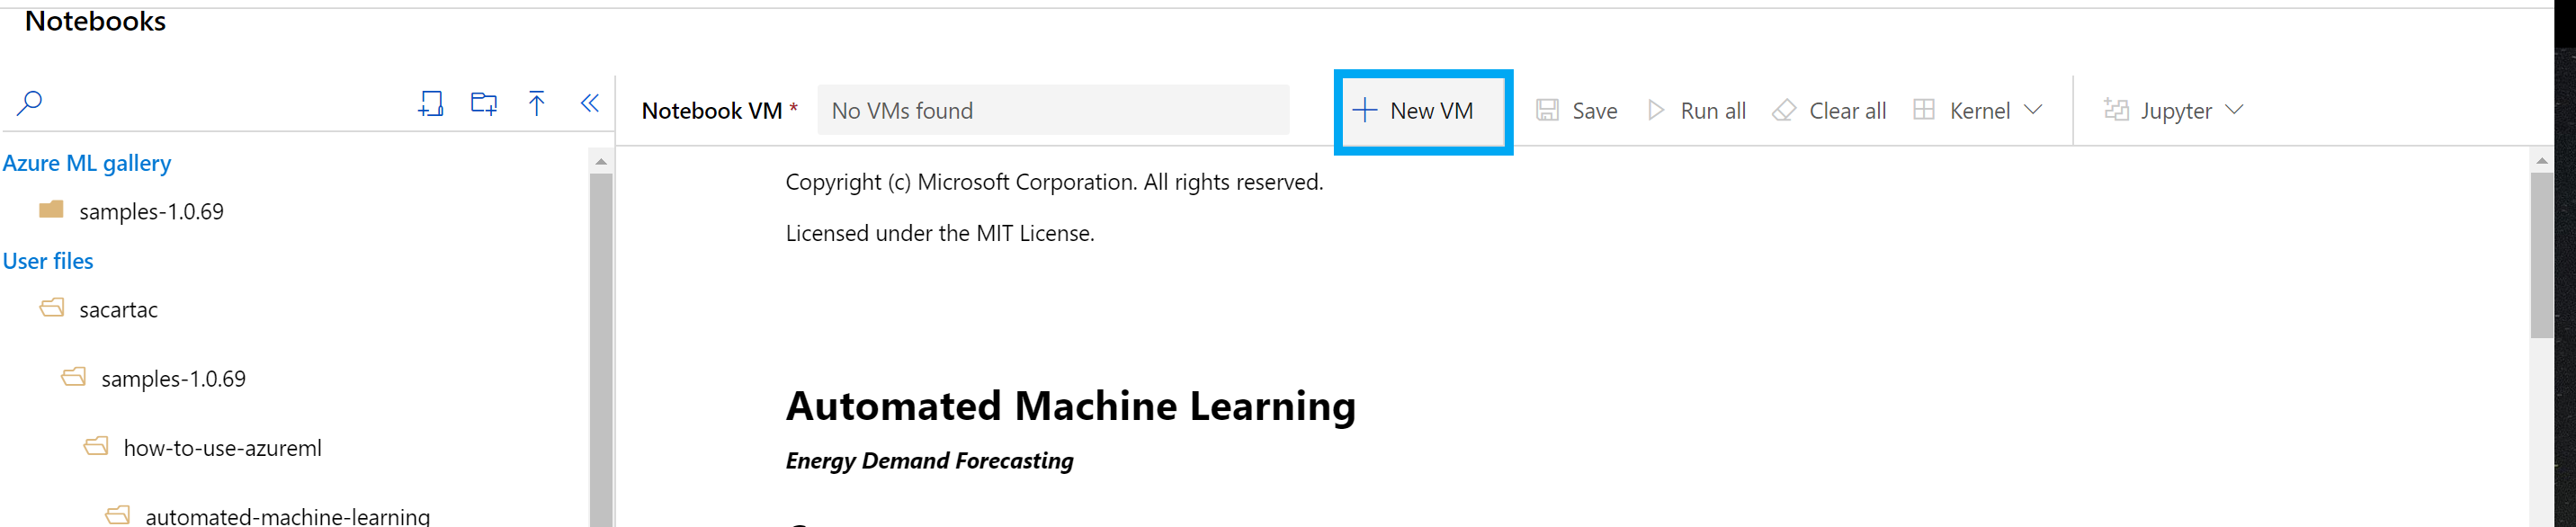 Notebooks
Notebook VM * No VMs found New VM Save Run all Clear all Kernel Jupyter
Azure ML gallery
samples-1.0.69
User files
sacartac
samples-1.0.69
how-to-use-azureml
automated-machine-learning
Copyright (c) Microsoft Corporation. All rights reserved.
Licensed under the MIT License.
Automated Machine Learning
Energy Demand Forecasting